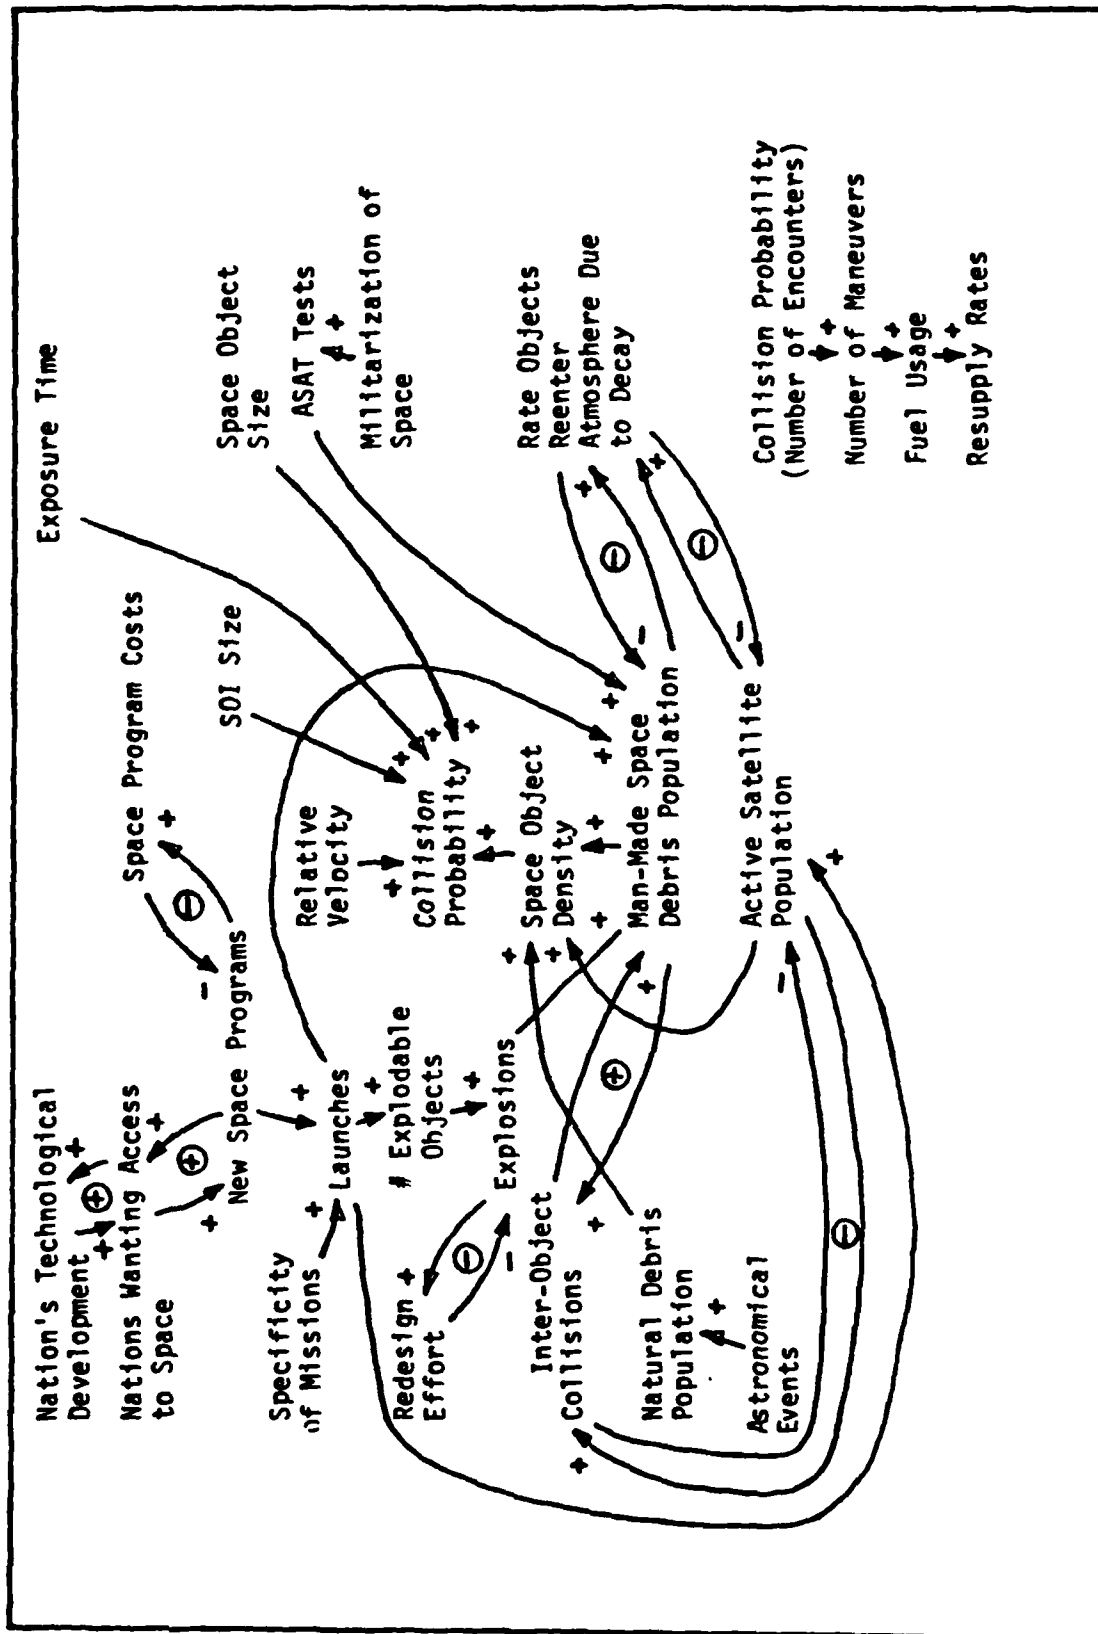 Nation's Technological
Development
Nations Wanting Access
to Space
New Space Programs
Space Program Costs
Exposure Time
SOI Size
Space Object
Size
ASAT Tests
Militarization of
Space
Specificity
of Missions
Launches
# Explodable
Objects
Relative
Velocity
Collision
Probability
Redesign
Effort
Explosions
Space Object
Density
Inter-Object
Collisions
Man-Made Space
Debris Population
Rate Objects
Reenter
Atmosphere Due
to Decay
Natural Debris
Population
Astronomical
Events
Active Satellite
Population
Collision Probability
(Number of Encounters)
Number of Maneuvers
Fuel Usage
Resupply Rates